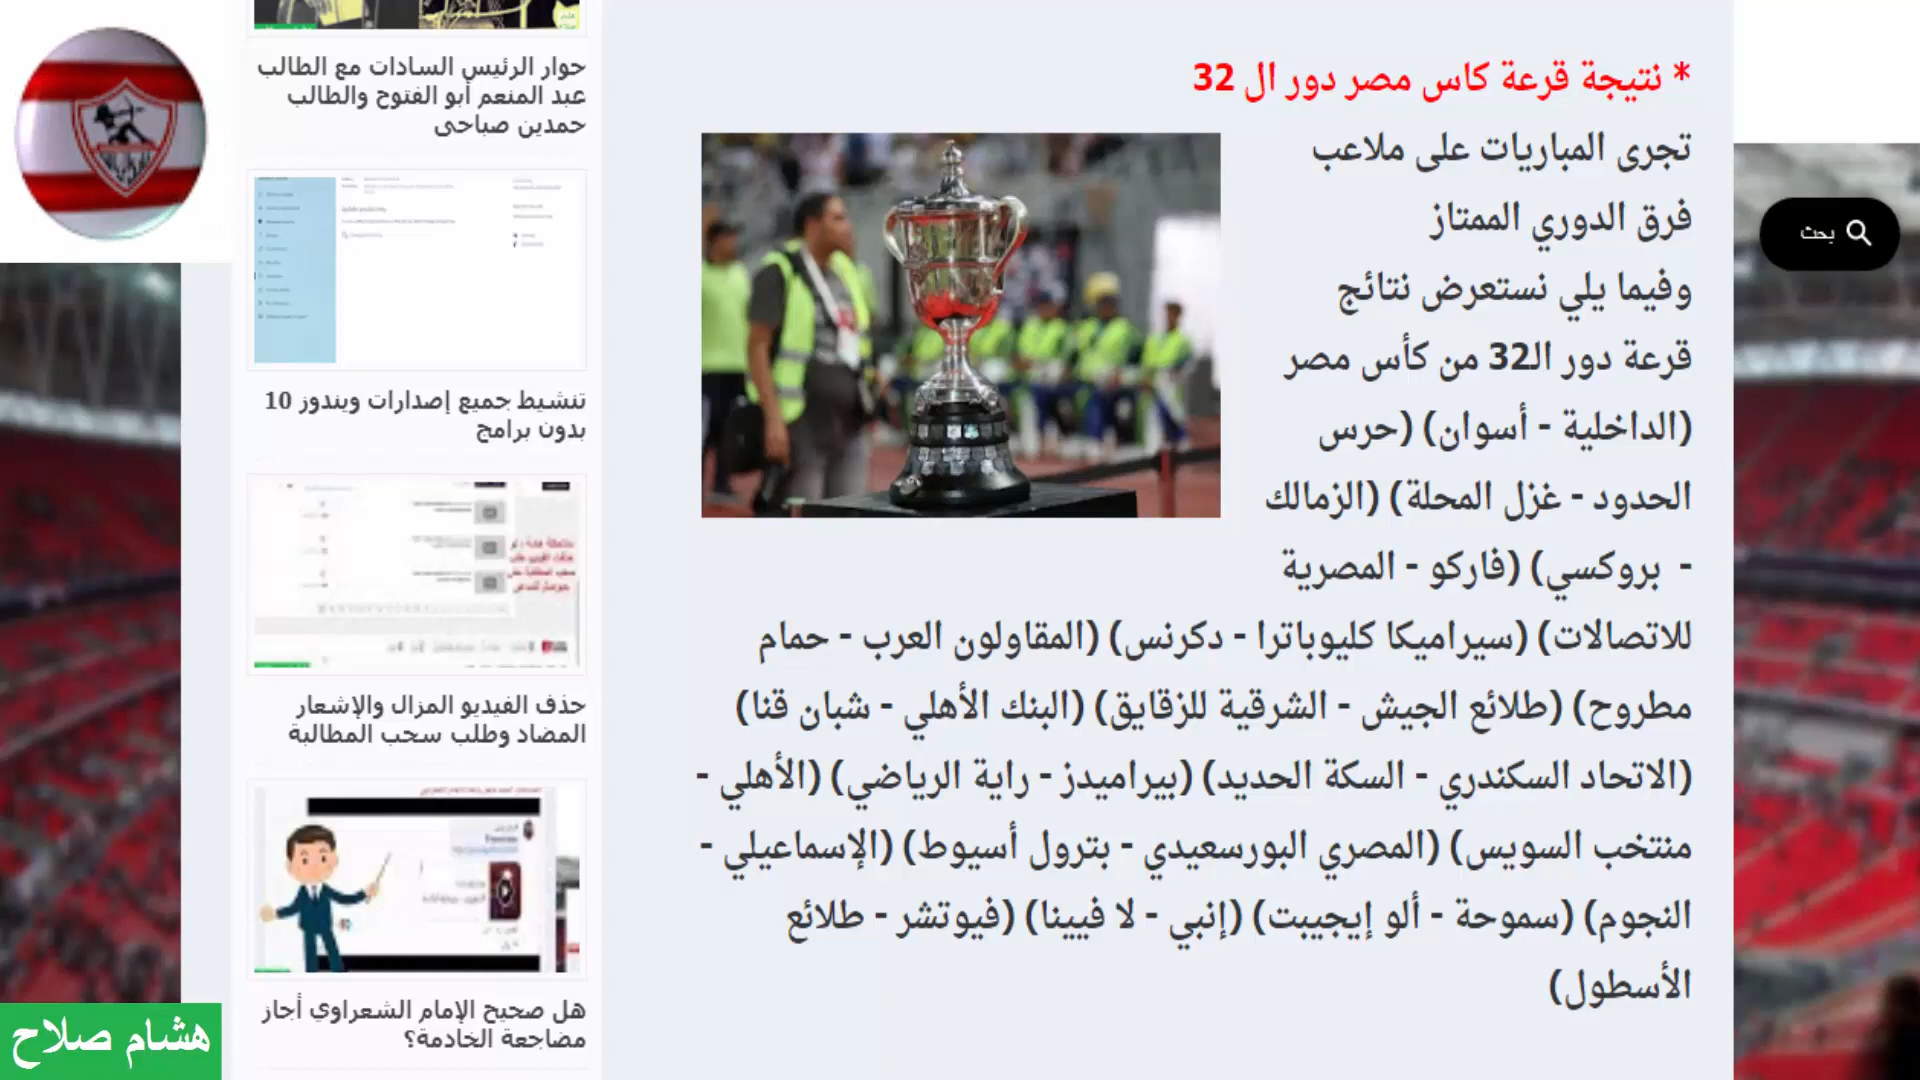 * نتيجة قرعة كاس مصر دور ال 32
تجرى المباريات على ملاعب
فرق الدوري الممتاز
وفيما يلي نستعرض نتائج
قرعة دور الـ32 من كأس مصر
(الداخلية - أسوان) (حرس
الحدود - غزل المحلة) (الزمالك
- بروكسي) (فاركو - المصرية
للاتصالات) (سيراميكا كليوباترا - دكرنس) (المقاولون العرب - حمام
مطروح) (طلائع الجيش - الشرقية للزقايق) (البنك الأهلي - شبان قنا)
(الاتحاد السكندري - السكة الحديد) (بيراميدز - راية الرياضي) (الأهلي -
منتخب السويس) (المصري البورسعيدي - بترول أسيوط) (الإسماعيلي -
النجوم) (سموحة - ألو إيجيبت) (إنبي - لا فيينا) (فيوتشر - طلائع
الأسطول)
بحث
حوار الرئيس السادات مع الطالب
عبد المنعم أبو الفتوح والطالب
حمدين صباحى
تنشيط جميع إصدارات ويندوز 10
بدون برامج
حذف الفيديو المزال والإشعار
المضاد وطلب سحب المطالبة
هل صحيح الإمام الشعراوي أجاز
مضاجعة الخادمة؟
هشام صلاح